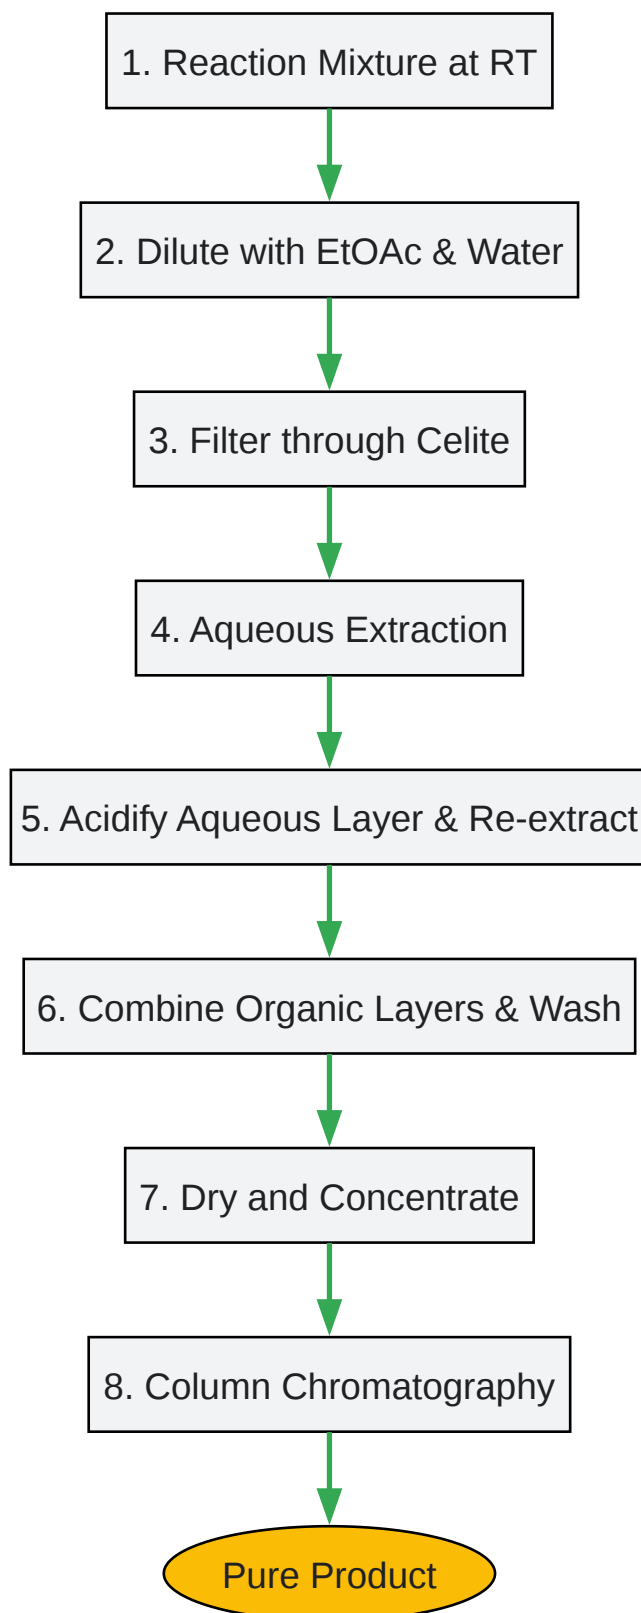 1. Reaction Mixture at RT
2. Dilute with EtOAc & Water
3. Filter through Celite
4. Aqueous Extraction
5. Acidify Aqueous Layer & Re-extract
6. Combine Organic Layers & Wash
7. Dry and Concentrate
8. Column Chromatography
Pure Product